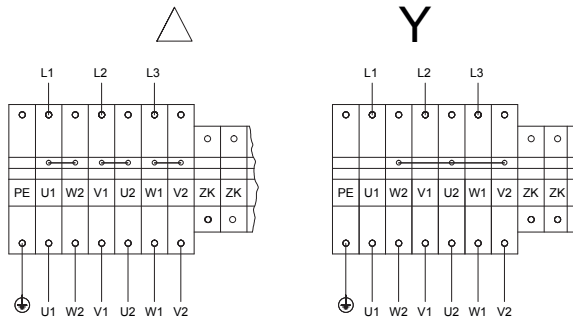 Y
L1 L2 L3 L1 L2 L3
PE U1 W2 V1 U2 W1 V2 ZK ZK PE U1 W2 V1 U2 W1 V2 ZK ZK
U1 W2 V1 U2 W1 V2 U1 W2 V1 U2 W1 V2